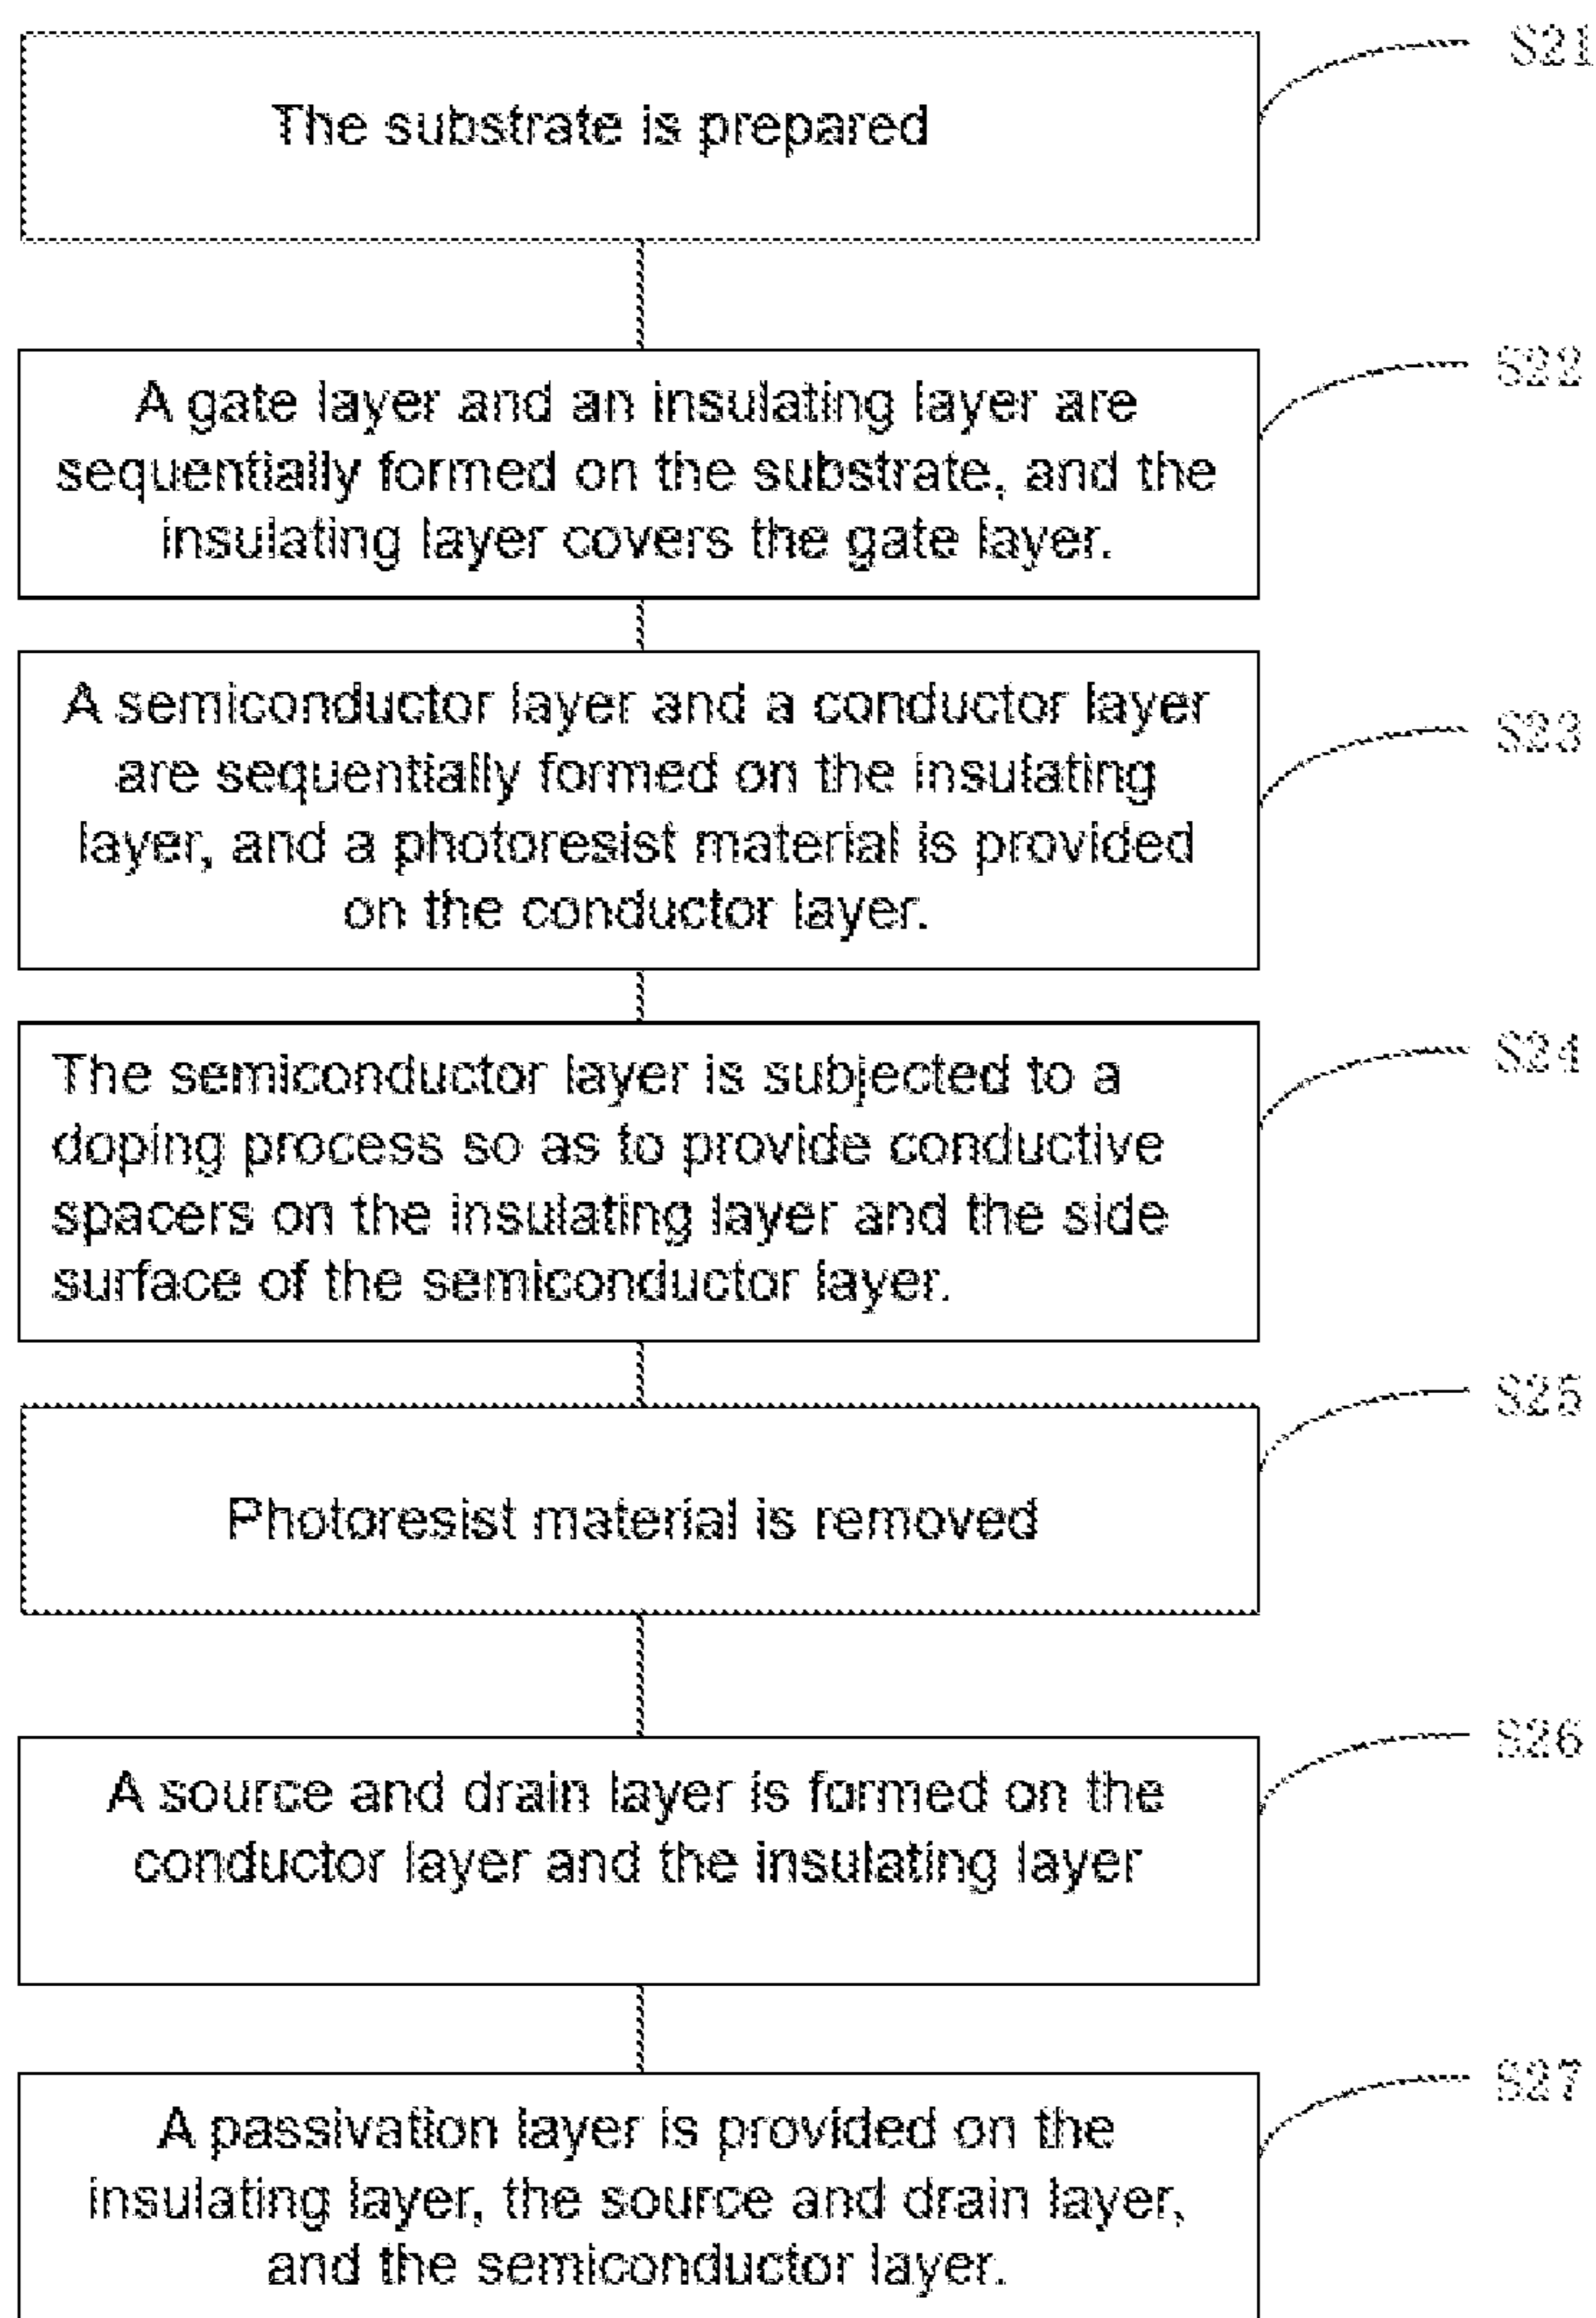 The substrate is prepared
S21
A gate layer and an insulating layer are
sequentially formed on the substrate, and the
insulating layer covers the gate layer.
S22
A semiconductor layer and a conductor layer
are sequentially formed on the insulating
layer, and a photoresist material is provided
on the conductor layer.
S23
The semiconductor layer is subjected to a
doping process so as to provide conductive
spacers on the insulating layer and the side
surface of the semiconductor layer.
S24
Photoresist material is removed
S25
A source and drain layer is formed on the
conductor layer and the insulating layer
S26
A passivation layer is provided on the
insulating layer, the source and drain layer,
and the semiconductor layer.
S27